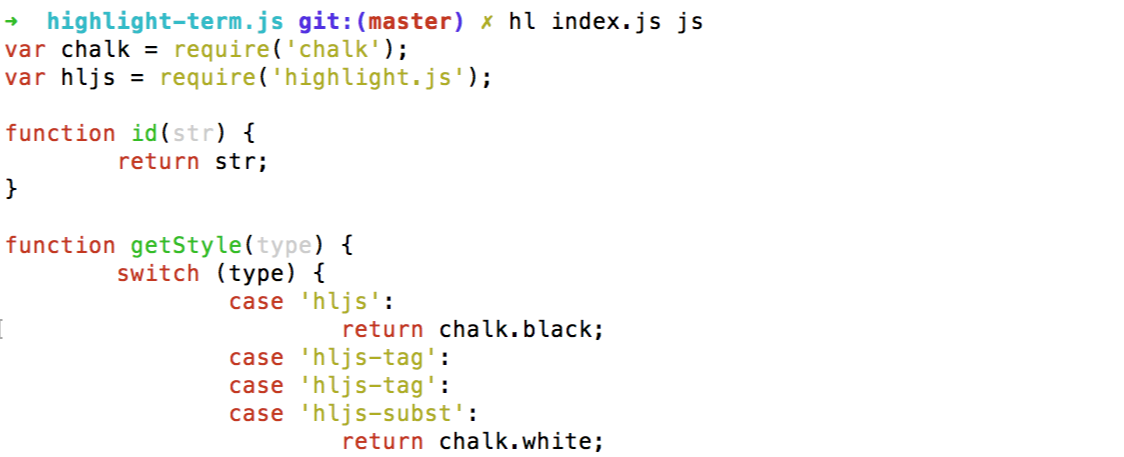 ➜  highlight-term.js git:(master) ✗ hl index.js js
var chalk = require('chalk');
var hljs = require('highlight.js');

function id(str) {
        return str;
}

function getStyle(type) {
        switch (type) {
                case 'hljs':
                        return chalk.black;
                case 'hljs-tag':
                case 'hljs-tag':
                case 'hljs-subst':
                        return chalk.white;